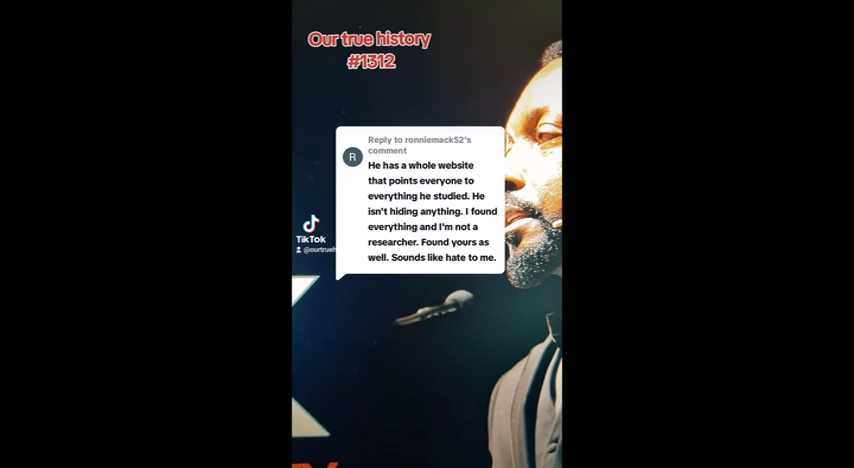 Our true history
#1312
Reply to ronniemack52's
comment
R
He has a whole website
that points everyone to
everything he studied. He
isn't hiding anything. I found
everything and I'm not a
researcher. Found yours as
well. Sounds like hate to me.
TikTok
@ourtrueh